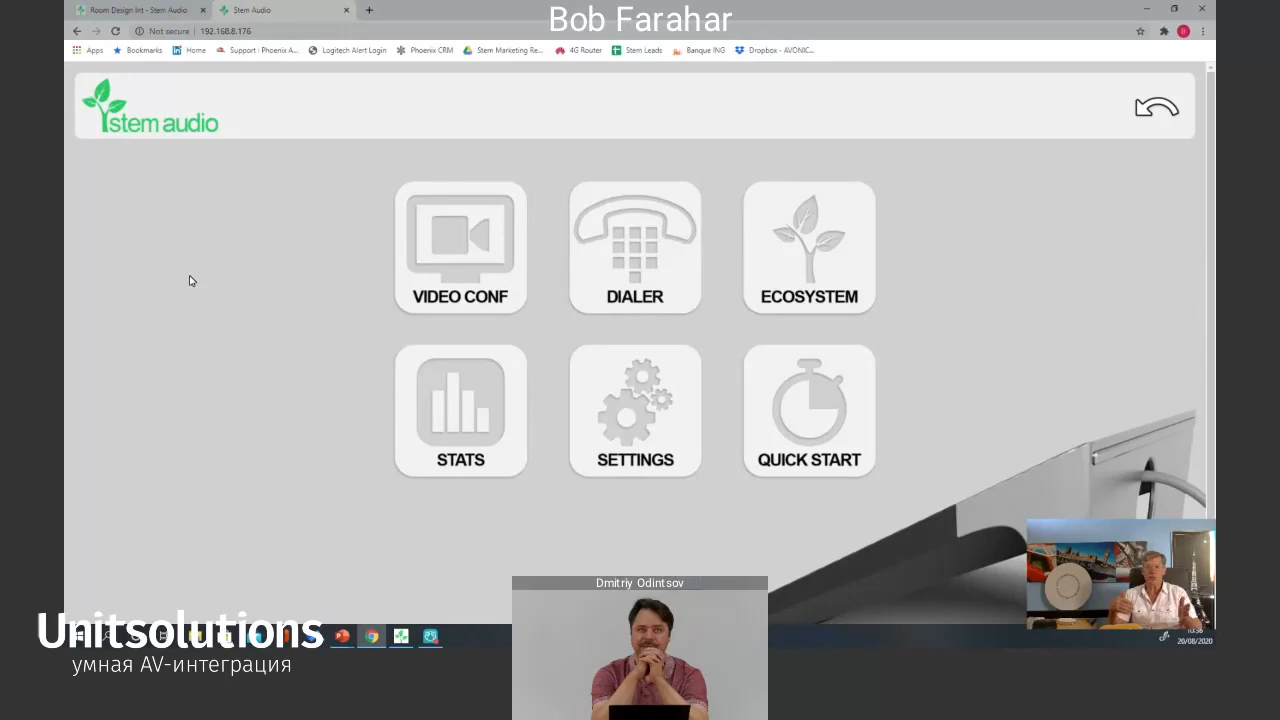 Bob Farahar
Room Design Int - Stem Audio
Stem Audio
Not secure
192.168.8.176
Apps
Bookmarks
Home
Support : Phoenix A...
Logitech Alert Login
Phoenix CRM
Stem Marketing Re...
4G Router
Stem Leads
Banque ING
Dropbox - AVONIC...
stem audio
VIDEO CONF
DIALER
ECOSYSTEM
STATS
SETTINGS
QUICK START
Dmitriy Odintsov
Unitsolutions
умная AV-интеграция
10:36
20/08/2020